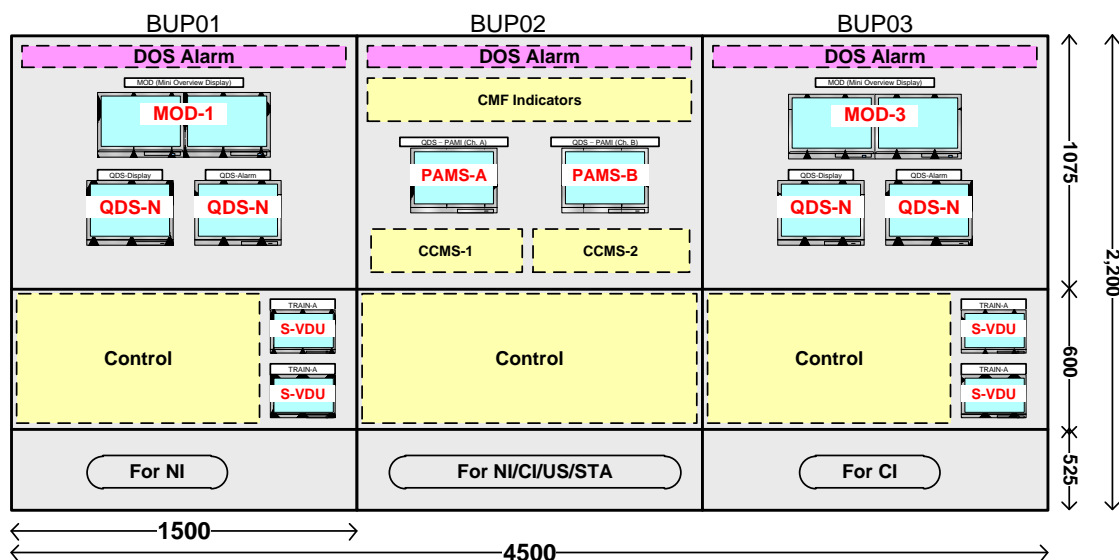 BUP01 BUP02 BUP03
DOS Alarm DOS Alarm DOS Alarm
MOD (Mini Overview Display)
MOD-1
QDS-Display QDS-Alarm
QDS-N QDS-N
CMF Indicators
QDS - PAMI (Ch. A) QDS - PAMI (Ch. B)
PAMS-A PAMS-B
CCMS-1 CCMS-2
MOD (Mini Overview Display)
MOD-3
QDS-Display QDS-Alarm
QDS-N QDS-N
Control
TRAIN-A
S-VDU
TRAIN-A
S-VDU
Control
Control
TRAIN-A
S-VDU
TRAIN-A
S-VDU
For NI For NI/CI/US/STA For CI
1075
600
525
2,200
1500
4500